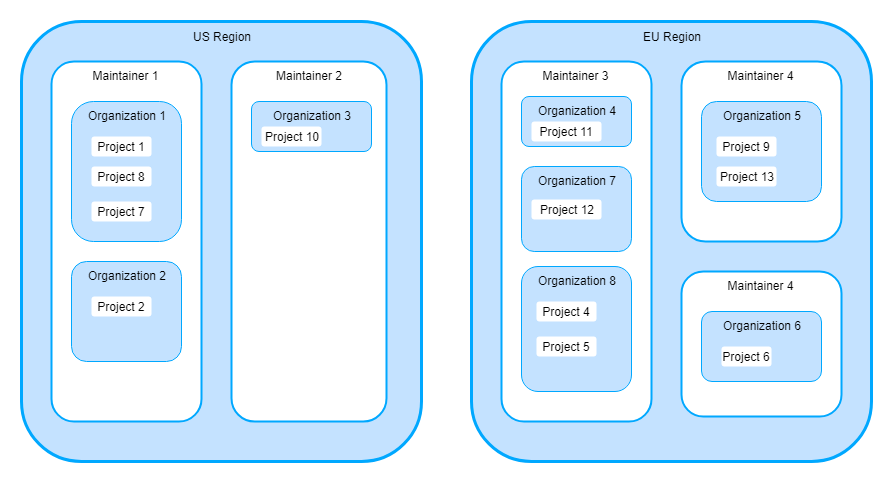 US Region
Maintainer 1
Organization 1
Project 1
Project 8
Project 7
Organization 2
Project 2
Maintainer 2
Organization 3
Project 10
EU Region
Maintainer 3
Organization 4
Project 11
Organization 7
Project 12
Organization 8
Project 4
Project 5
Maintainer 4
Organization 5
Project 9
Project 13
Maintainer 4
Organization 6
Project 6